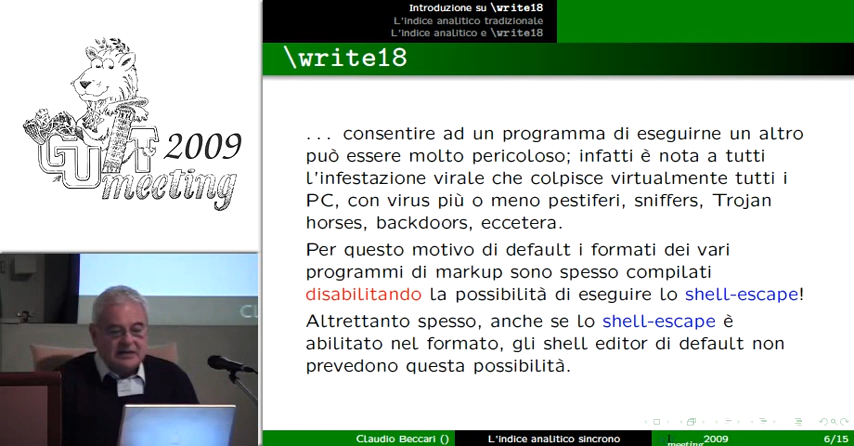 GUIT 2009
meeting
Introduzione su \write18
L'indice analitico tradizionale
L'indice analitico e \write18
\write18
... consentire ad un programma di eseguirne un altro
può essere molto pericoloso; infatti è nota a tutti
l'infestazione virale che colpisce virtualmente tutti i
PC, con virus più o meno pestiferi, sniffers, Trojan
horses, backdoors, eccetera.
Per questo motivo di default i formati dei vari
programmi di markup sono spesso compilati
disabilitando la possibilità di eseguire lo shell-escape!
Altrettanto spesso, anche se lo shell-escape è
abilitato nel formato, gli shell editor di default non
prevedono questa possibilità.
Claudio Beccari ()
L'indice analitico sincrono
meeting 2009
6/15